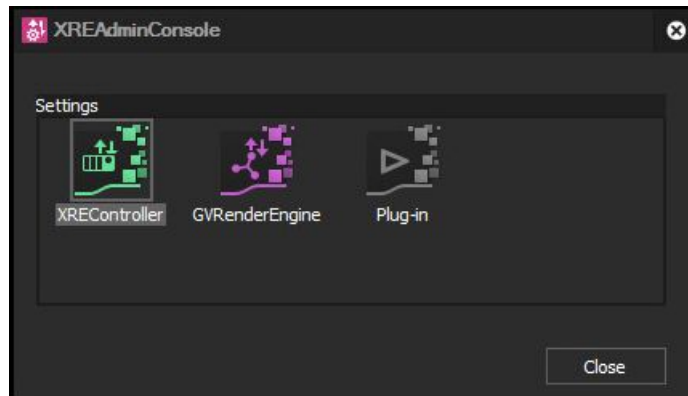 XREAdminConsole
Settings
XREController GVRenderEngine Plug-in
Close